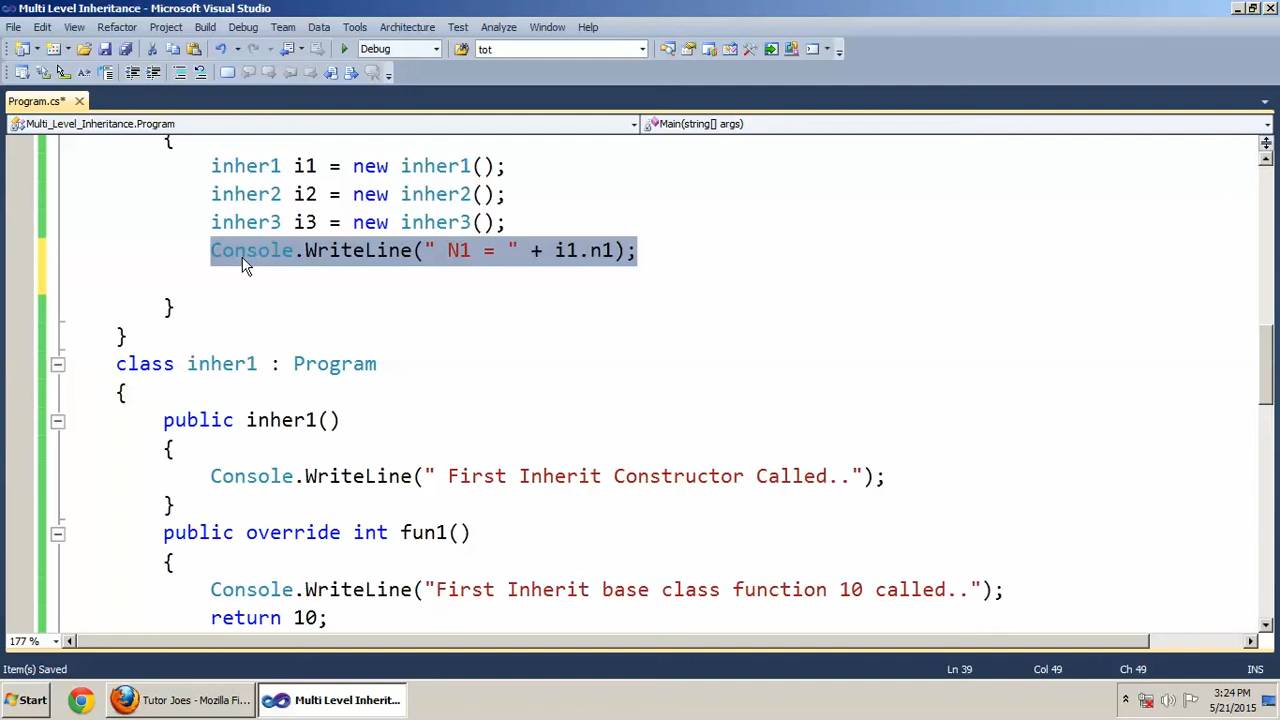 Multi Level Inheritance - Microsoft Visual Studio
File Edit View Refactor Project Build Debug Team Data Tools Architecture Test Analyze Window Help
Debug tot
Program.cs*
Multi_Level_Inheritance.Program Main(string[] args)
{
inher1 i1 = new inher1();
inher2 i2 = new inher2();
inher3 i3 = new inher3();
Console.WriteLine(" N1 = " + i1.n1);
}
}
class inher1 : Program
{
public inher1()
{
Console.WriteLine(" First Inherit Constructor Called..");
}
public override int fun1()
{
Console.WriteLine("First Inherit base class function 10 called..");
return 10;
177 %
Item(s) Saved Ln 39 Col 49 Ch 49 INS
Start Tutor Joes - Mozilla Fi... Multi Level Inherit... 3:24 PM
5/21/2015